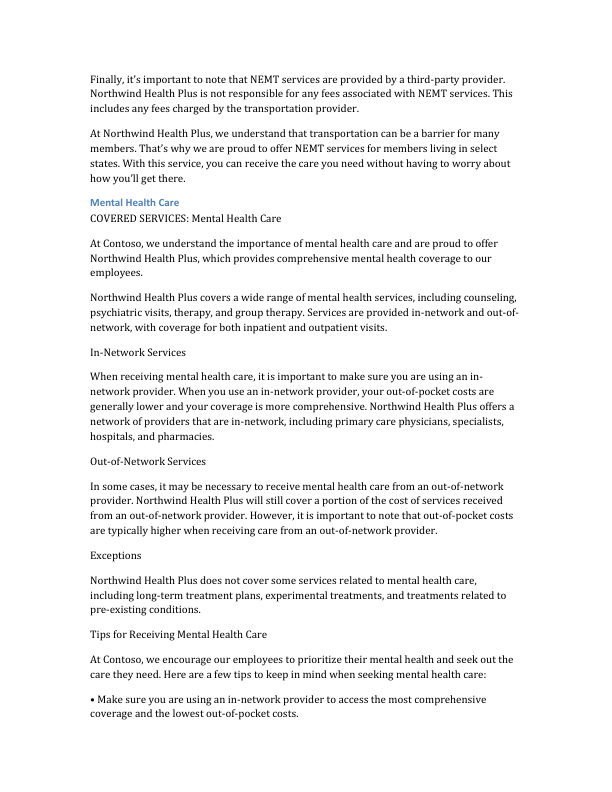 Finally, it's important to note that NEMT services are provided by a third-party provider.
Northwind Health Plus is not responsible for any fees associated with NEMT services. This
includes any fees charged by the transportation provider.
At Northwind Health Plus, we understand that transportation can be a barrier for many
members. That's why we are proud to offer NEMT services for members living in select
states. With this service, you can receive the care you need without having to worry about
how you'll get there.
Mental Health Care
COVERED SERVICES: Mental Health Care
At Contoso, we understand the importance of mental health care and are proud to offer
Northwind Health Plus, which provides comprehensive mental health coverage to our
employees.
Northwind Health Plus covers a wide range of mental health services, including counseling,
psychiatric visits, therapy, and group therapy. Services are provided in-network and out-of-
network, with coverage for both inpatient and outpatient visits.
In-Network Services
When receiving mental health care, it is important to make sure you are using an in-
network provider. When you use an in-network provider, your out-of-pocket costs are
generally lower and your coverage is more comprehensive. Northwind Health Plus offers a
network of providers that are in-network, including primary care physicians, specialists,
hospitals, and pharmacies.
Out-of-Network Services
In some cases, it may be necessary to receive mental health care from an out-of-network
provider. Northwind Health Plus will still cover a portion of the cost of services received
from an out-of-network provider. However, it is important to note that out-of-pocket costs
are typically higher when receiving care from an out-of-network provider.
Exceptions
Northwind Health Plus does not cover some services related to mental health care,
including long-term treatment plans, experimental treatments, and treatments related to
pre-existing conditions.
Tips for Receiving Mental Health Care
At Contoso, we encourage our employees to prioritize their mental health and seek out the
care they need. Here are a few tips to keep in mind when seeking mental health care:
• Make sure you are using an in-network provider to access the most comprehensive
coverage and the lowest out-of-pocket costs.